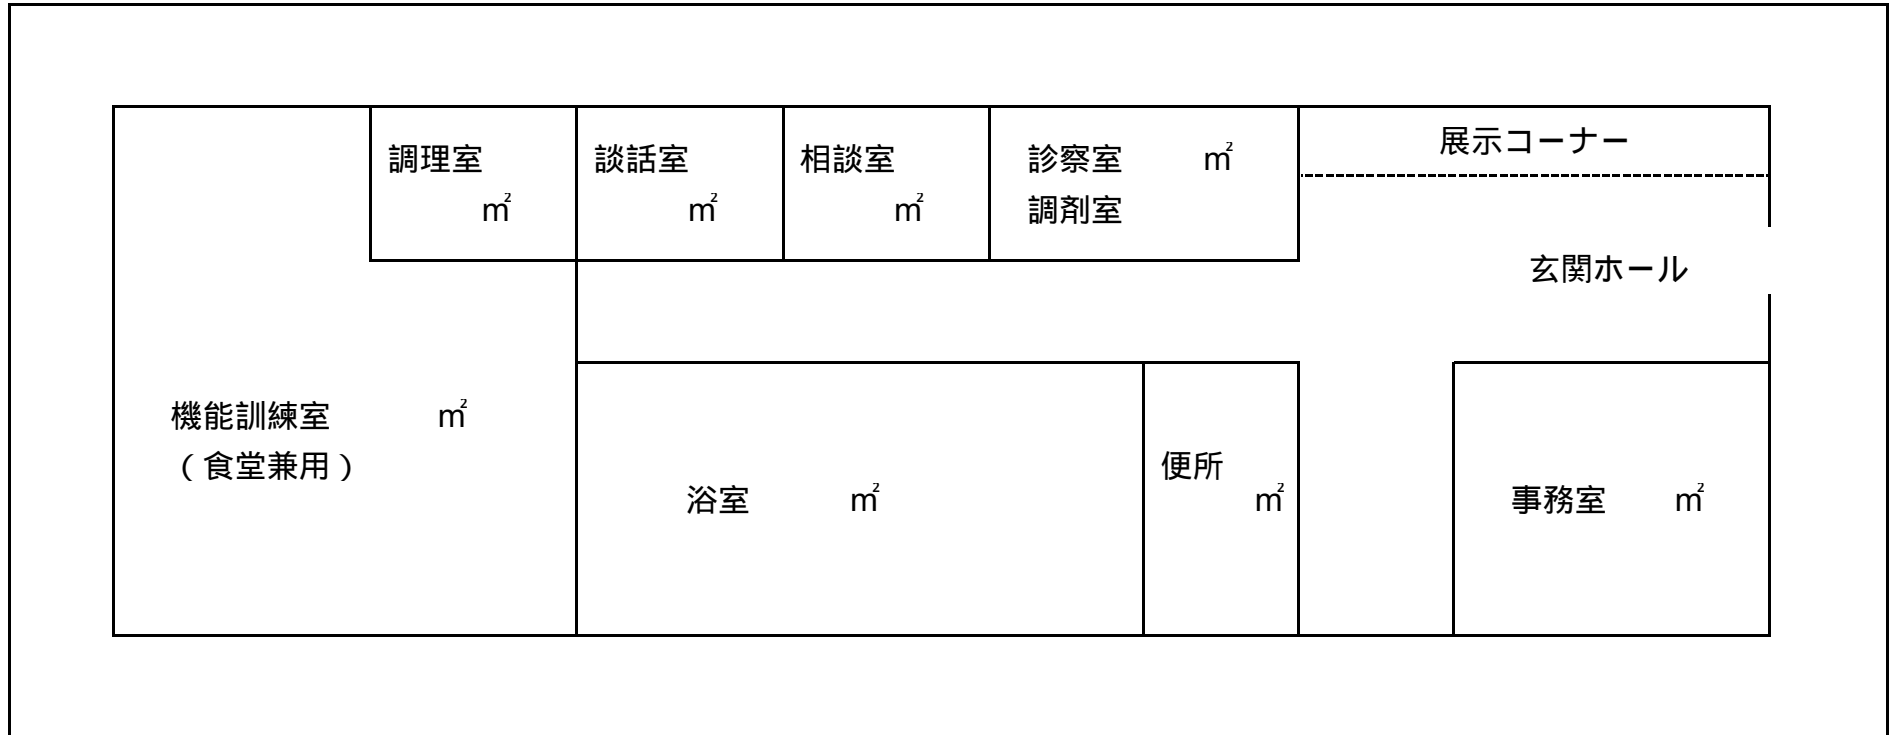 調理室
㎡
談話室
㎡
相談室
㎡
診察室　　㎡
調剤室
展示コーナー
玄関ホール
機能訓練室　　　㎡
（食堂兼用）
浴室　　　㎡
便所
㎡
事務室　　㎡